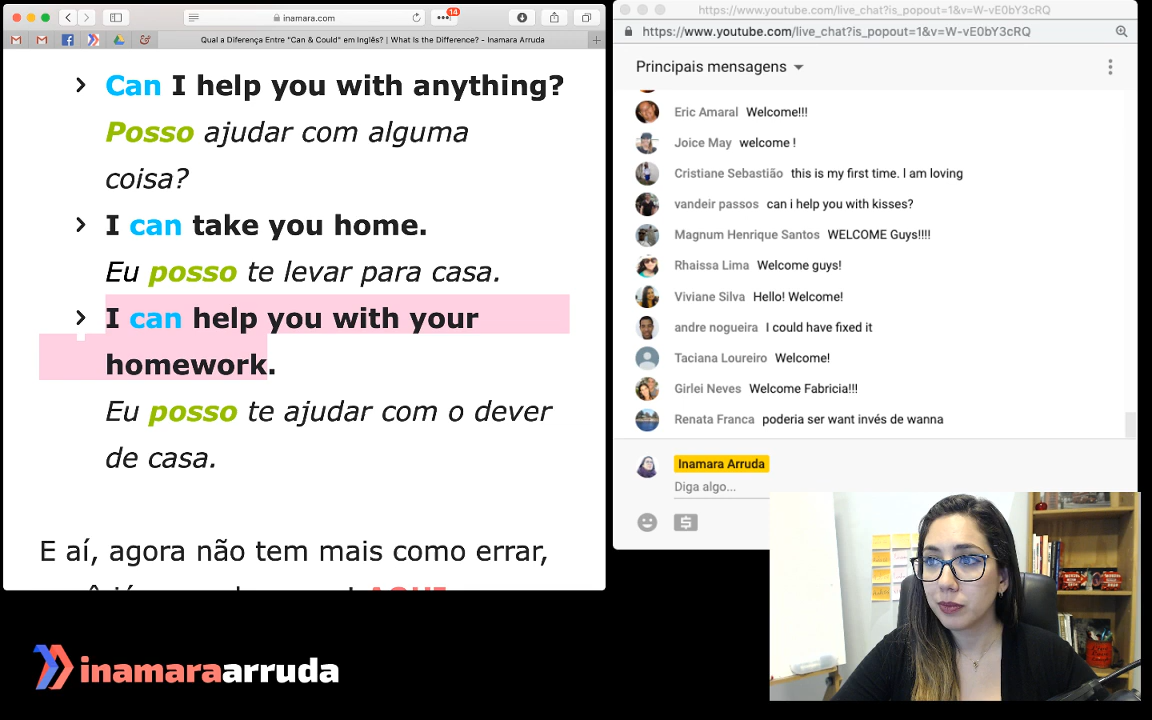 inamara.com
14
Qual a Diferença Entre "Can & Could" em Inglês? | What Is the Difference? - Inamara Arruda
Can I help you with anything?
Posso ajudar com alguma
coisa?
I can take you home.
Eu posso te levar para casa.
I can help you with your
homework.
Eu posso te ajudar com o dever
de casa.
E aí, agora não tem mais como errar,
inamaraarruda
https://www.youtube.com/live_chat?is_popout=1&v=W-vE0bY3cRQ
https://www.youtube.com/live_chat?is_popout=1&v=W-vE0bY3cRQ
Principais mensagens
Eric Amaral Welcome!!!
Joice May welcome !
Cristiane Sebastião this is my first time. I am loving
vandeir passos can i help you with kisses?
Magnum Henrique Santos WELCOME Guys!!!!
Rhaissa Lima Welcome guys!
Viviane Silva Hello! Welcome!
andre nogueira I could have fixed it
Taciana Loureiro Welcome!
Girlei Neves Welcome Fabricia!!!
Renata Franca poderia ser want invés de wanna
Inamara Arruda
Diga algo...